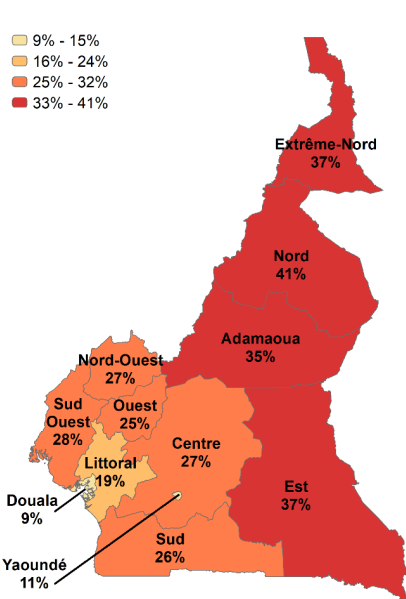 9% - 15%
16% - 24%
25% - 32%
33% - 41%
Extrême-Nord
37%
Nord
41%
Adamaoua
35%
Nord-Ouest
27%
Sud
Ouest
28%
Ouest
25%
Centre
27%
Littoral
19%
Est
37%
Douala
9%
Sud
26%
Yaoundé
11%